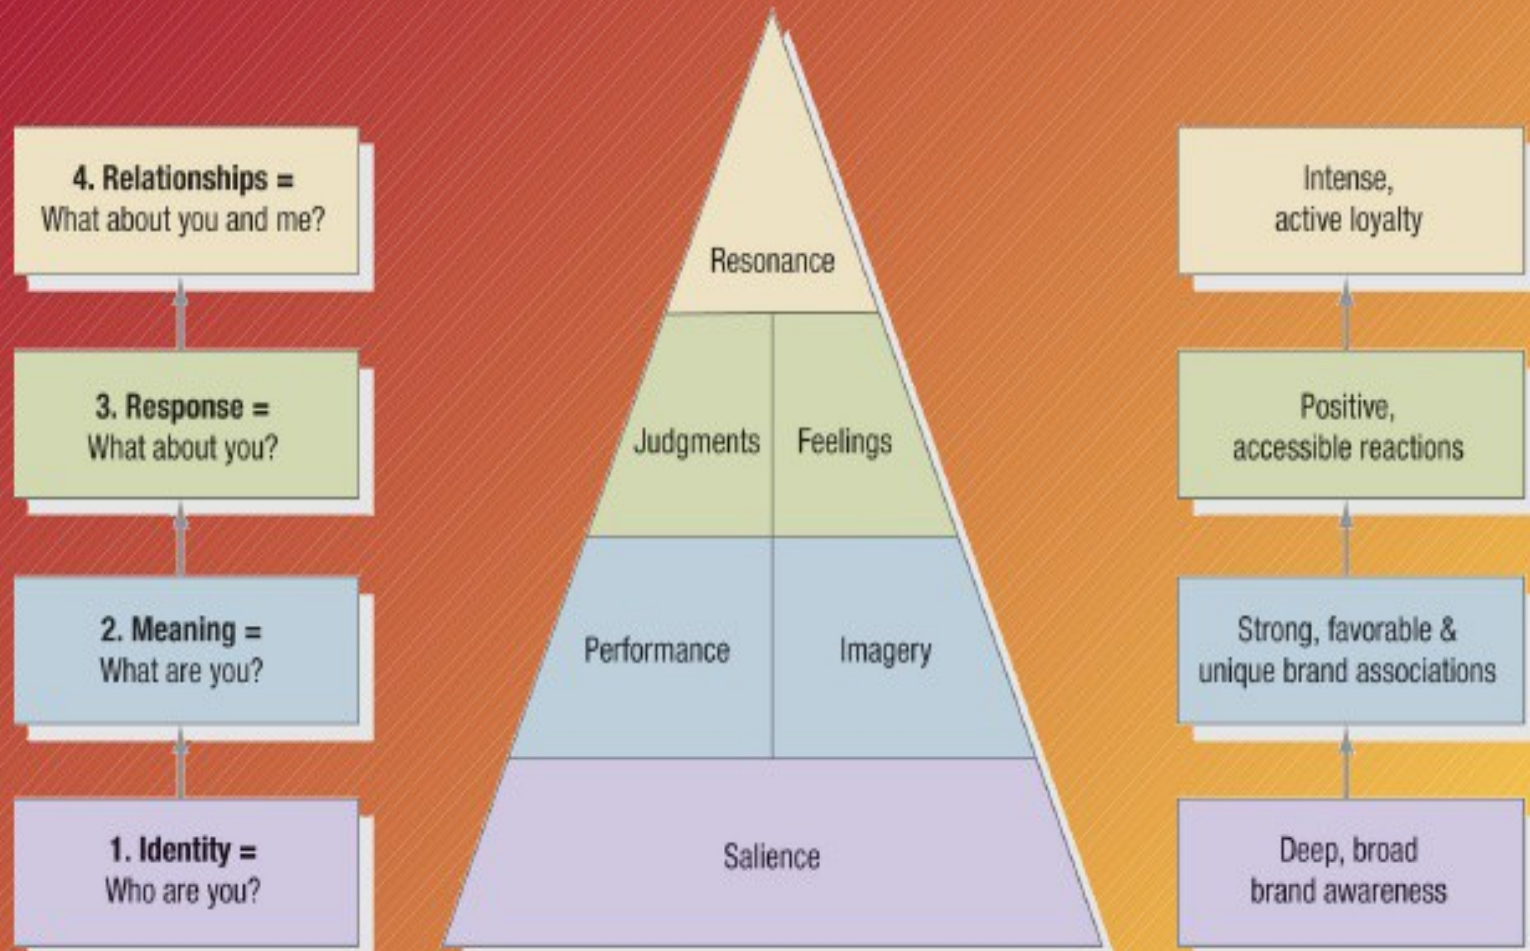 4. Relationships =
What about you and me?
Resonance
Intense,
active loyalty
3. Response =
What about you?
Judgments
Feelings
Positive,
accessible reactions
2. Meaning =
What are you?
Performance
Imagery
Strong, favorable &
unique brand associations
1. Identity =
Who are you?
Salience
Deep, broad
brand awareness